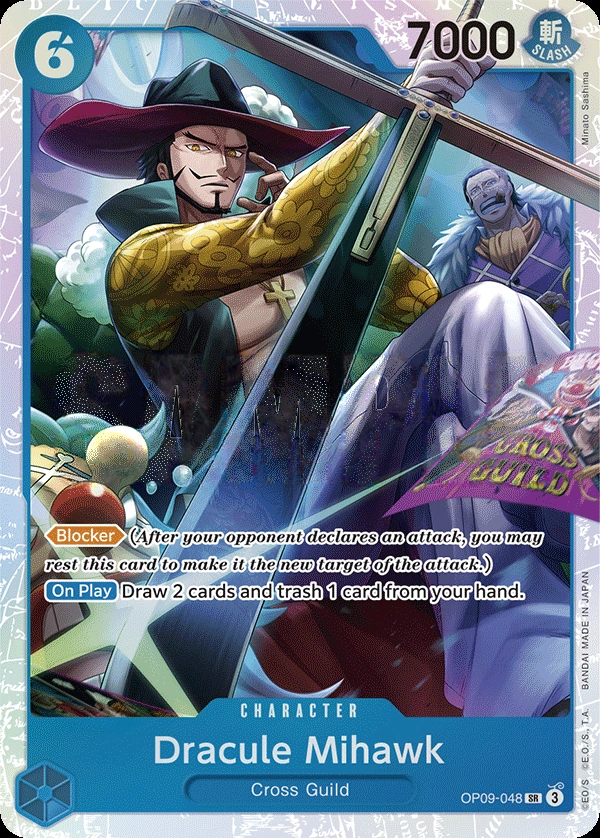 6
7000
斬
SLASH
Minato Sashima
CROSS
GUILD
Blocker (After your opponent declares an attack, you may
rest this card to make it the new target of the attack.)
On Play Draw 2 cards and trash 1 card from your hand.
CHARACTER
Dracule Mihawk
Cross Guild
OP09-048 SR 3
©EO/S ©E.O./S., T.A. BANDAI MADE IN JAPAN